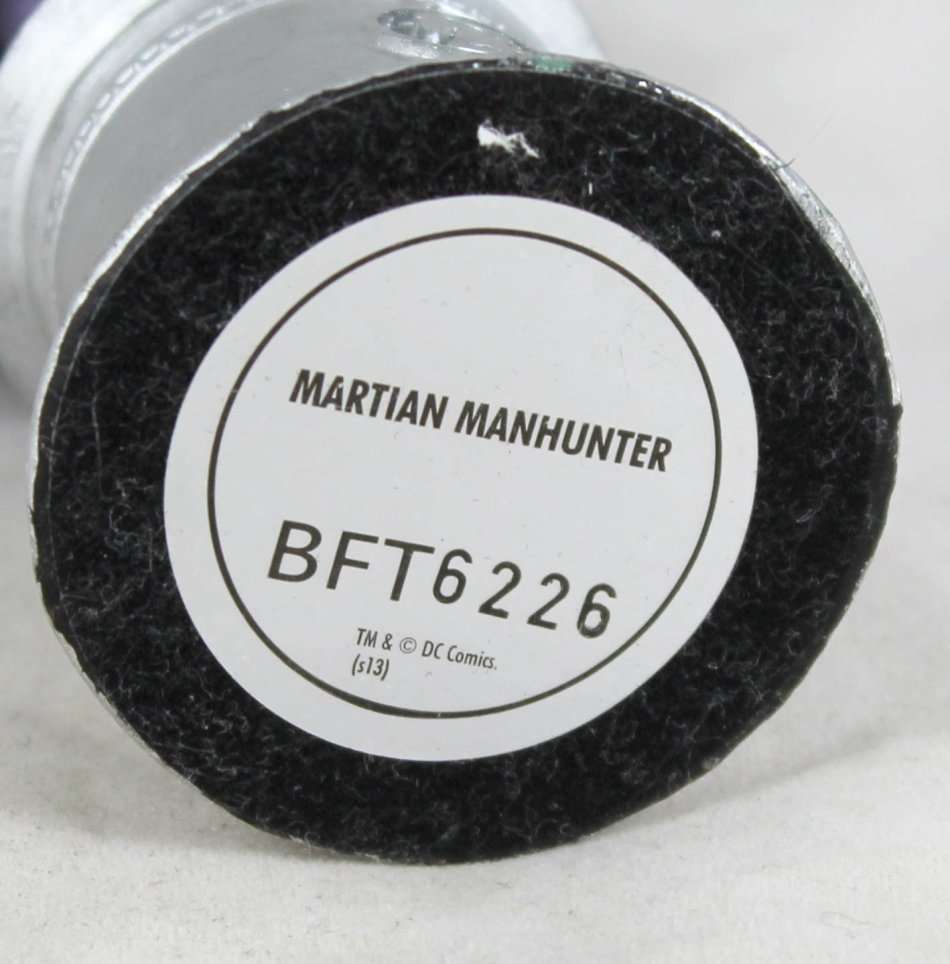 MARTIAN MANHUNTER
BFT6226
TM & © DC Comics.
(s13)